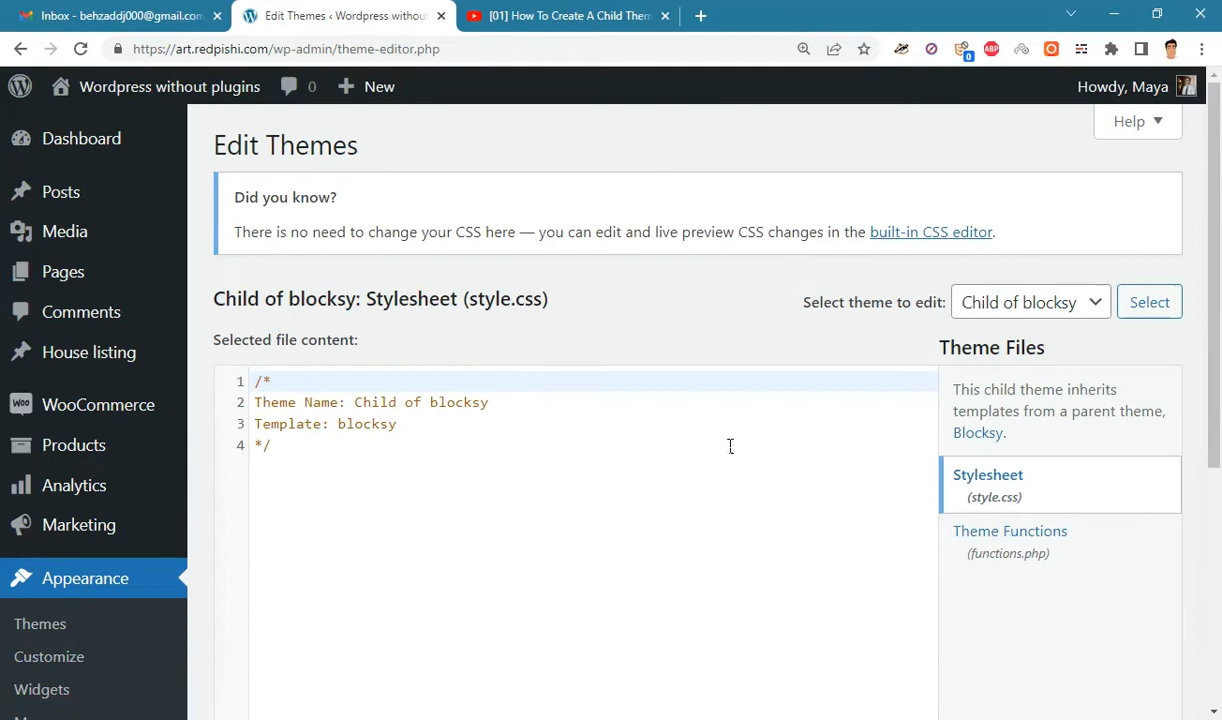 Inbox - behzaddj000@gmail.com
Edit Themes ‹ Wordpress withou
[01] How To Create A Child Them
https://art.redpishi.com/wp-admin/theme-editor.php
0
ABP
Wordpress without plugins
0
New
Howdy, Maya
Dashboard
Posts
Media
Pages
Comments
House listing
Woo
WooCommerce
Products
Analytics
Marketing
Appearance
Themes
Customize
Widgets
Help
Edit Themes
Did you know?
There is no need to change your CSS here — you can edit and live preview CSS changes in the built-in CSS editor.
Child of blocksy: Stylesheet (style.css)
Select theme to edit: Child of blocksy Select
Selected file content:
1 /*
2 Theme Name: Child of blocksy
3 Template: blocksy
4 */
Theme Files
This child theme inherits
templates from a parent theme,
Blocksy.
Stylesheet
(style.css)
Theme Functions
(functions.php)